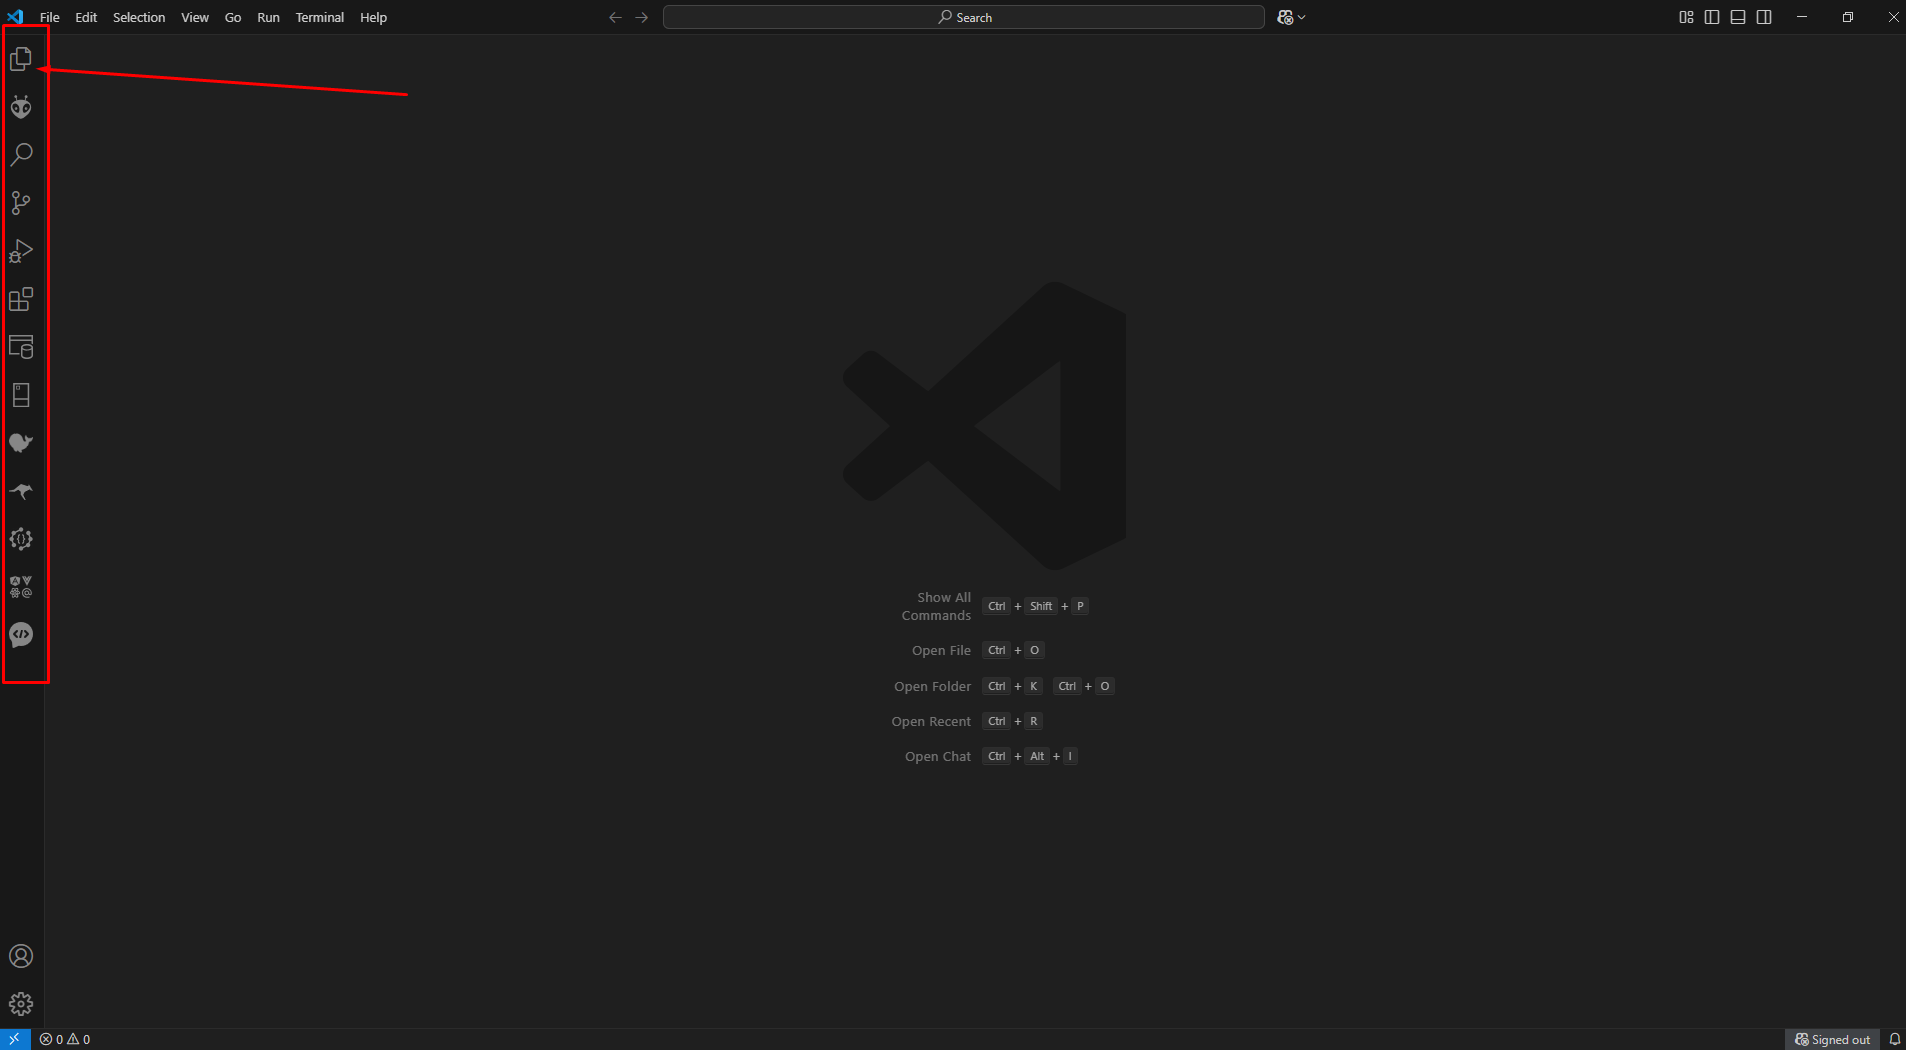 File Edit Selection View Go Run Terminal Help
Search
Show All
Commands Ctrl + Shift + P
Open File Ctrl + O
Open Folder Ctrl + K Ctrl + O
Open Recent Ctrl + R
Open Chat Ctrl + Alt + I
0 0
Signed out